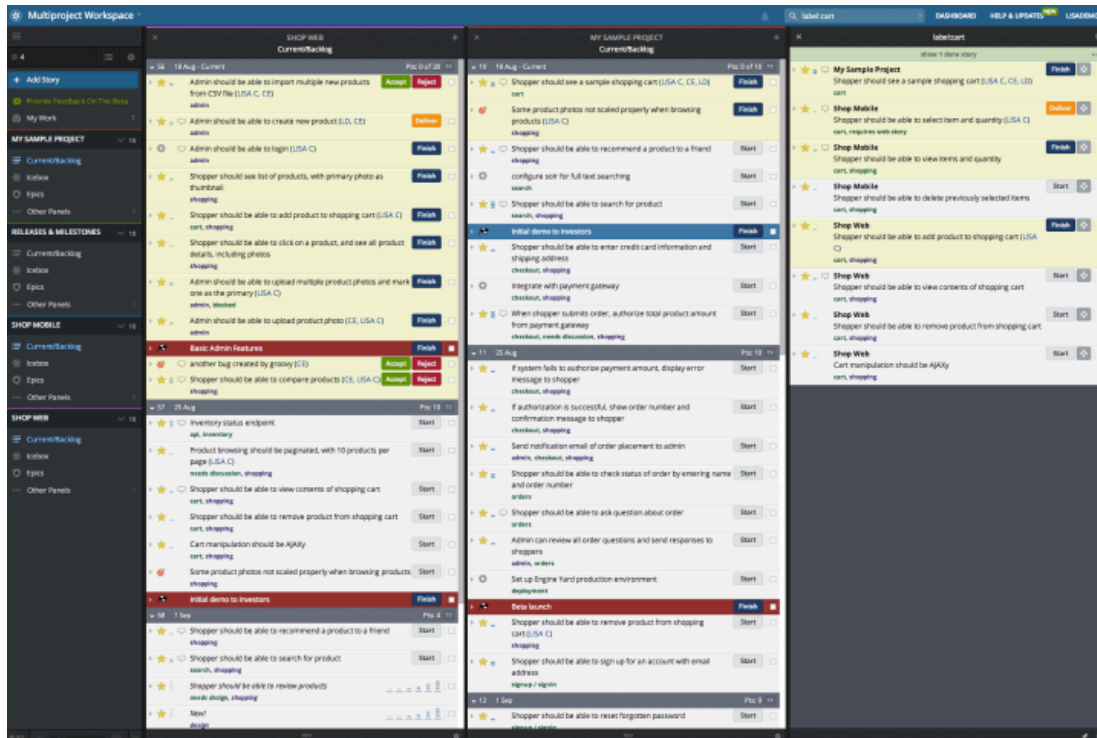 Multiproject Workspace
label:cart
DASHBOARD
HELP & UPDATES
NEW
LISADEMO
4
+ Add Story
Provide Feedback On The Beta
My Work
MY SAMPLE PROJECT
Current/Backlog
Icebox
Epics
Other Panels
RELEASES & MILESTONES
Current/Backlog
Icebox
Epics
Other Panels
SHOP MOBILE
Current/Backlog
Icebox
Epics
Other Panels
SHOP WEB
Current/Backlog
Icebox
Epics
Other Panels
SHOP WEB
Current/Backlog
56 18 Aug - Current Pts: 0 of 20
Admin should be able to import multiple new products Accept Reject
from CSV file (LISA C, CE)
admin
Admin should be able to create new product (LD, CE) Deliver
admin
Admin should be able to login (LISA C) Finish
admin
Shopper should see list of products, with primary photo as Finish
thumbnail
shopping
Shopper should be able to add product to shopping cart (LISA C) Finish
cart, shopping
Shopper should be able to click on a product, and see all product Finish
details, including photos
shopping
Admin should be able to upload multiple product photos and mark Finish
one as the primary (LISA C)
admin, blocked
Admin should be able to upload product photo (CE, LISA C) Finish
admin
Basic Admin Features Finish
another bug created by groovy (CE) Accept Reject
Shopper should be able to compare products (CE, LISA C) Accept Reject
shopping
57 25 Aug Pts: 10
Inventory status endpoint Start
api, inventory
Product browsing should be paginated, with 10 products per Start
page (LISA C)
needs discussion, shopping
Shopper should be able to view contents of shopping cart Start
cart, shopping
Shopper should be able to remove product from shopping cart Start
cart, shopping
Cart manipulation should be AJAXy Start
cart, shopping
Some product photos not scaled properly when browsing products Start
shopping
Initial demo to investors Finish
58 1 Sep Pts: 4
Shopper should be able to recommend a product to a friend Start
shopping
Shopper should be able to search for product Start
search, shopping
Shopper should be able to review products
needs design, shopping
New!
design
MY SAMPLE PROJECT
Current/Backlog
10 18 Aug - Current Pts: 0 of 10
Shopper should see a sample shopping cart (LISA C, CE, LD) Finish
cart
Some product photos not scaled properly when browsing Finish
products (LISA C)
shopping
Shopper should be able to recommend a product to a friend Start
shopping
configure solr for full text searching Start
search
Shopper should be able to search for product Start
search, shopping
Initial demo to investors Finish
Shopper should be able to enter credit card information and Start
shipping address
checkout, shopping
Integrate with payment gateway Start
checkout, shopping
When shopper submits order, authorize total product amount Start
from payment gateway
checkout, needs discussion, shopping
11 25 Aug Pts: 10
If system fails to authorize payment amount, display error Start
message to shopper
checkout, shopping
If authorization is successful, show order number and Start
confirmation message to shopper
checkout, shopping
Send notification email of order placement to admin Start
admin, checkout, shopping
Shopper should be able to check status of order by entering name Start
and order number
orders
Shopper should be able to ask question about order Start
orders
Admin can review all order questions and send responses to Start
shoppers
admin, orders
Set up Engine Yard production environment Start
deployment
Beta launch Finish
Shopper should be able to remove product from shopping Start
cart (LISA C)
shopping
Shopper should be able to sign up for an account with email Start
address
signup / signin
12 1 Sep Pts: 9
Shopper should be able to reset forgotten password Start
signup / signin
label:cart
show 1 done story
My Sample Project Finish
Shopper should see a sample shopping cart (LISA C, CE, LD)
cart
Shop Mobile Deliver
Shopper should be able to select item and quantity (LISA C)
cart, requires web story
Shop Mobile Finish
Shopper should be able to view items and quantity
cart, shopping
Shop Mobile Start
Shopper should be able to delete previously selected items
cart, shopping
Shop Web Finish
Shopper should be able to add product to shopping cart (LISA
C)
cart, shopping
Shop Web Start
Shopper should be able to view contents of shopping cart
cart, shopping
Shop Web Start
Shopper should be able to remove product from shopping cart
cart, shopping
Shop Web Start
Cart manipulation should be AJAXy
cart, shopping